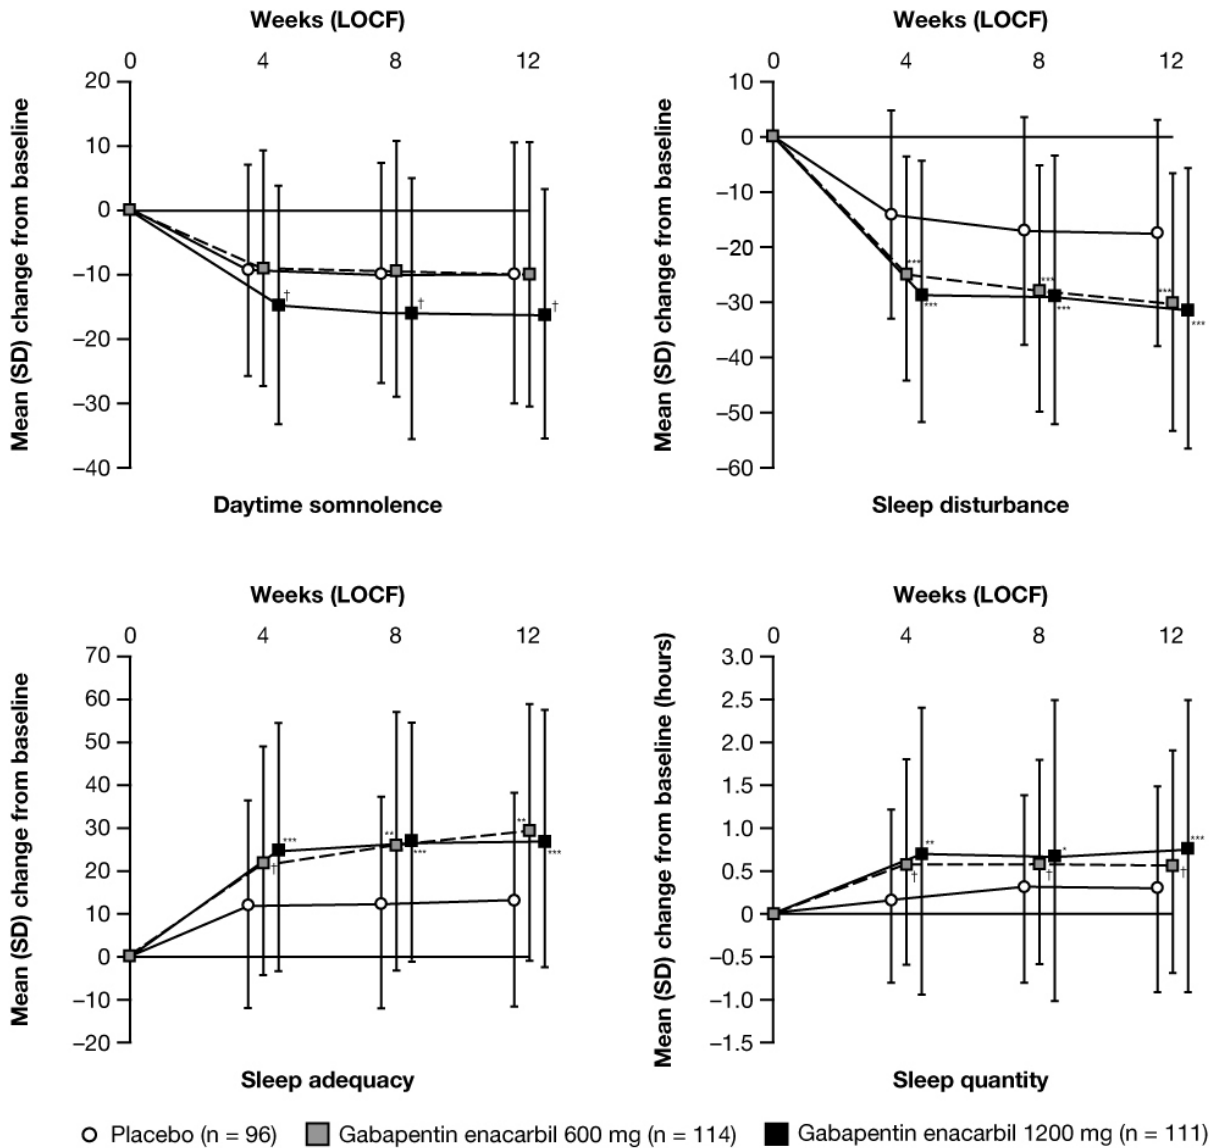 Weeks (LOCF)
0 4 8 12
Mean (SD) change from baseline
20
10
0
−10
−20
−30
−40
† † †
Daytime somnolence
Weeks (LOCF)
0 4 8 12
Mean (SD) change from baseline
10
0
−10
−20
−30
−40
−50
−60
*** *** ***
*** *** ***
Sleep disturbance
Weeks (LOCF)
0 4 8 12
Mean (SD) change from baseline
70
60
50
40
30
20
10
0
−10
−20
*** ** **
† *** ***
Sleep adequacy
Weeks (LOCF)
0 4 8 12
Mean (SD) change from baseline (hours)
3.0
2.5
2.0
1.5
1.0
0.5
0
−0.5
−1.0
−1.5
** * ***
† † †
Sleep quantity
Placebo (n = 96) Gabapentin enacarbil 600 mg (n = 114) Gabapentin enacarbil 1200 mg (n = 111)